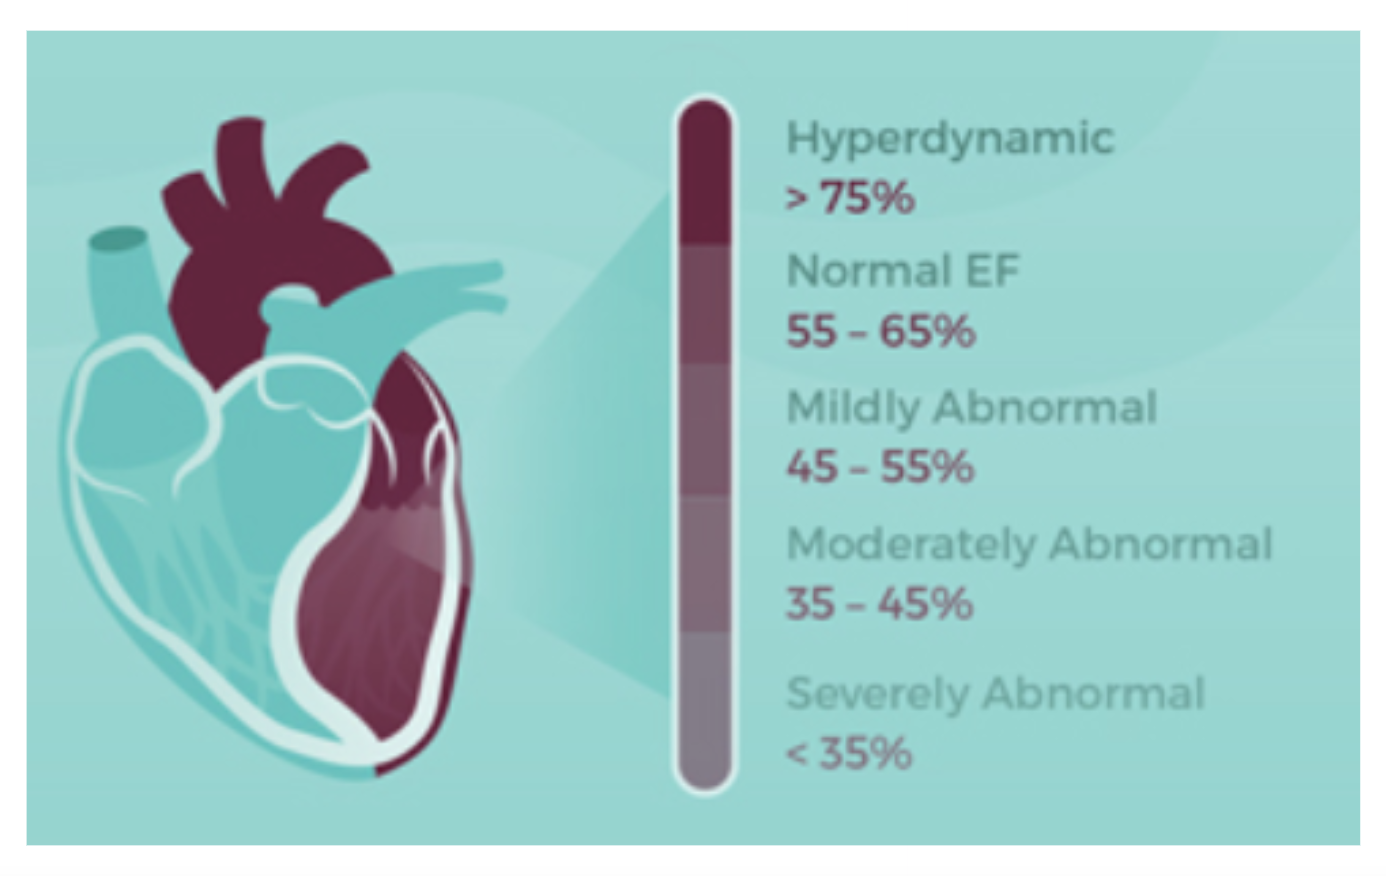 Hyperdynamic
> 75%
Normal EF
55 – 65%
Mildly Abnormal
45 – 55%
Moderately Abnormal
35 – 45%
Severely Abnormal
< 35%